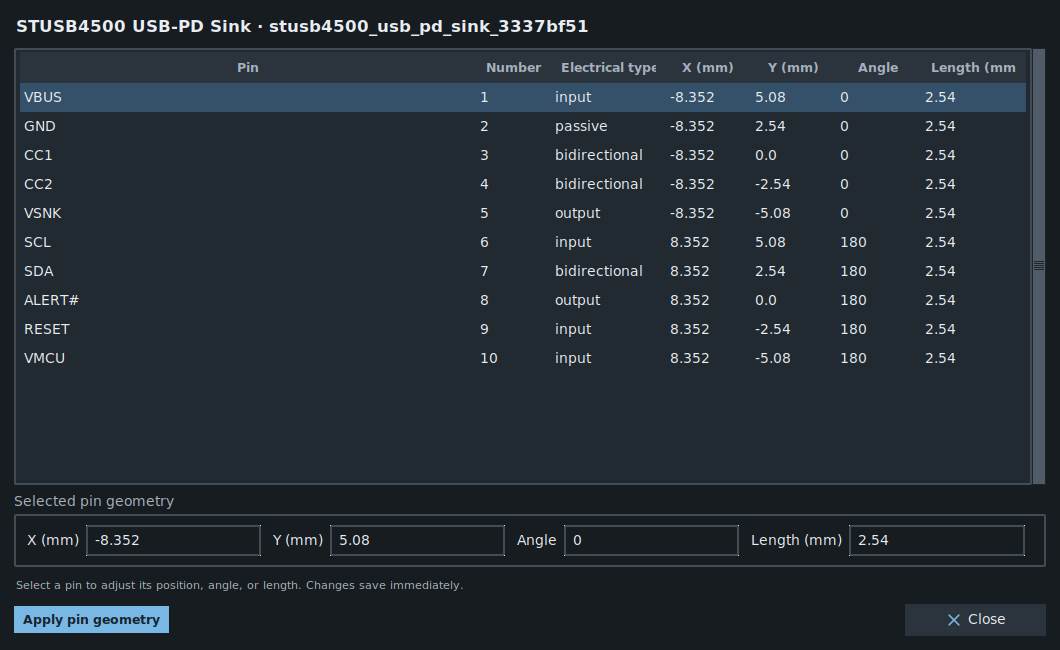 STUSB4500 USB-PD Sink · stusb4500_usb_pd_sink_3337bf51
Pin Number Electrical type X (mm) Y (mm) Angle Length (mm
VBUS 1 input -8.352 5.08 0 2.54
GND 2 passive -8.352 2.54 0 2.54
CC1 3 bidirectional -8.352 0.0 0 2.54
CC2 4 bidirectional -8.352 -2.54 0 2.54
VSNK 5 output -8.352 -5.08 0 2.54
SCL 6 input 8.352 5.08 180 2.54
SDA 7 bidirectional 8.352 2.54 180 2.54
ALERT# 8 output 8.352 0.0 180 2.54
RESET 9 input 8.352 -2.54 180 2.54
VMCU 10 input 8.352 -5.08 180 2.54
Selected pin geometry
X (mm) -8.352 Y (mm) 5.08 Angle 0 Length (mm) 2.54
Select a pin to adjust its position, angle, or length. Changes save immediately.
Apply pin geometry Close